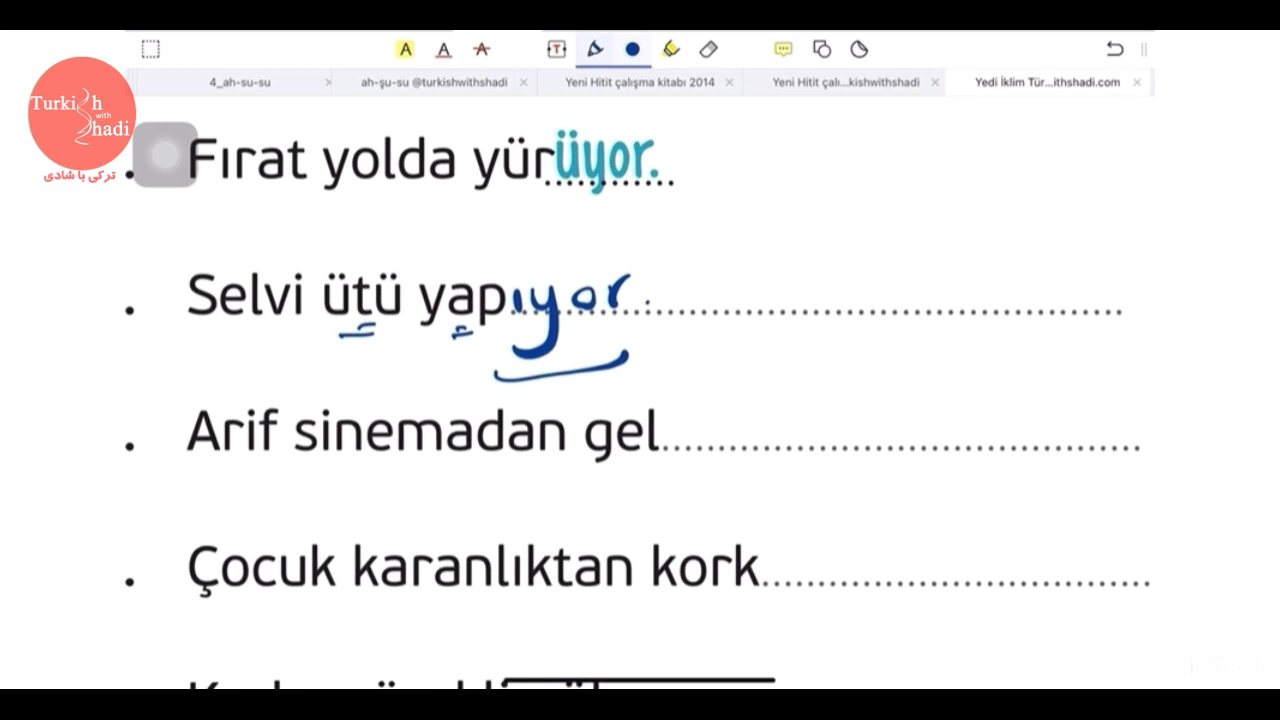 4_ah-su-su
ah-şu-su @turkishwithshadi
Yeni Hitit çalışma kitabı 2014
Yeni Hitit çalı...kishwithshadi
Yedi İklim Tür...ithshadi.com
Turkish
with
Shadi
ترکی با شادی
. Fırat yolda yürüyor.
. Selvi ütü yapıyor.
. Arif sinemadan gel
. Çocuk karanlıktan kork